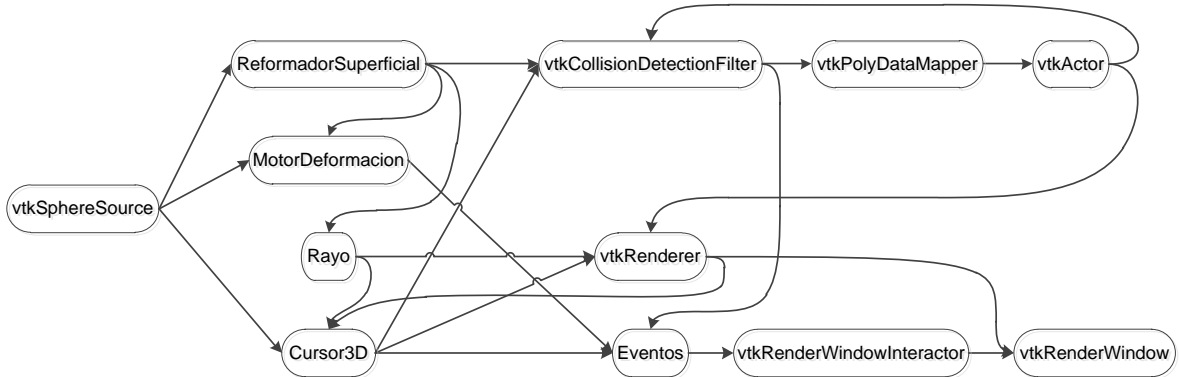 ReformadorSuperficial
vtkCollisionDetectionFilter
vtkPolyDataMapper
vtkActor
MotorDeformacion
vtkSphereSource
Rayo
vtkRenderer
Cursor3D
Eventos
vtkRenderWindowInteractor
vtkRenderWindow